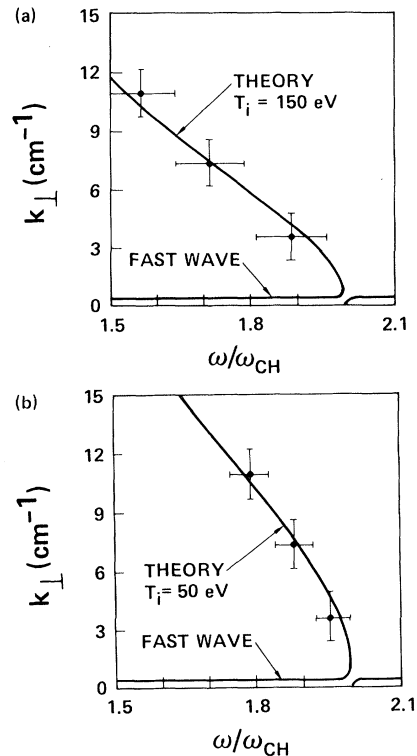 (a)
15
12
9
6
3
0
k⊥ (cm⁻¹)
THEORY
Tᵢ = 150 eV
FAST WAVE
1.5
1.8
2.1
ω/ω_CH
(b)
15
12
9
6
3
0
k⊥ (cm⁻¹)
THEORY
Tᵢ = 50 eV
FAST WAVE
1.5
1.8
2.1
ω/ω_CH